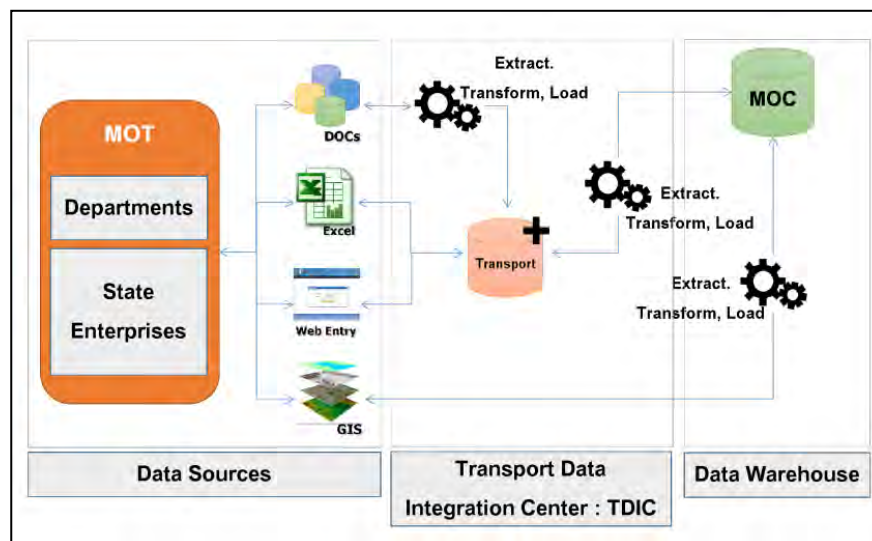 MOT
Departments
State
Enterprises
DOCs
Excel
Web Entry
GIS
Extract.
Transform, Load
Transport
Extract.
Transform, Load
MOC
Extract.
Transform, Load
Data Sources
Transport Data
Integration Center : TDIC
Data Warehouse